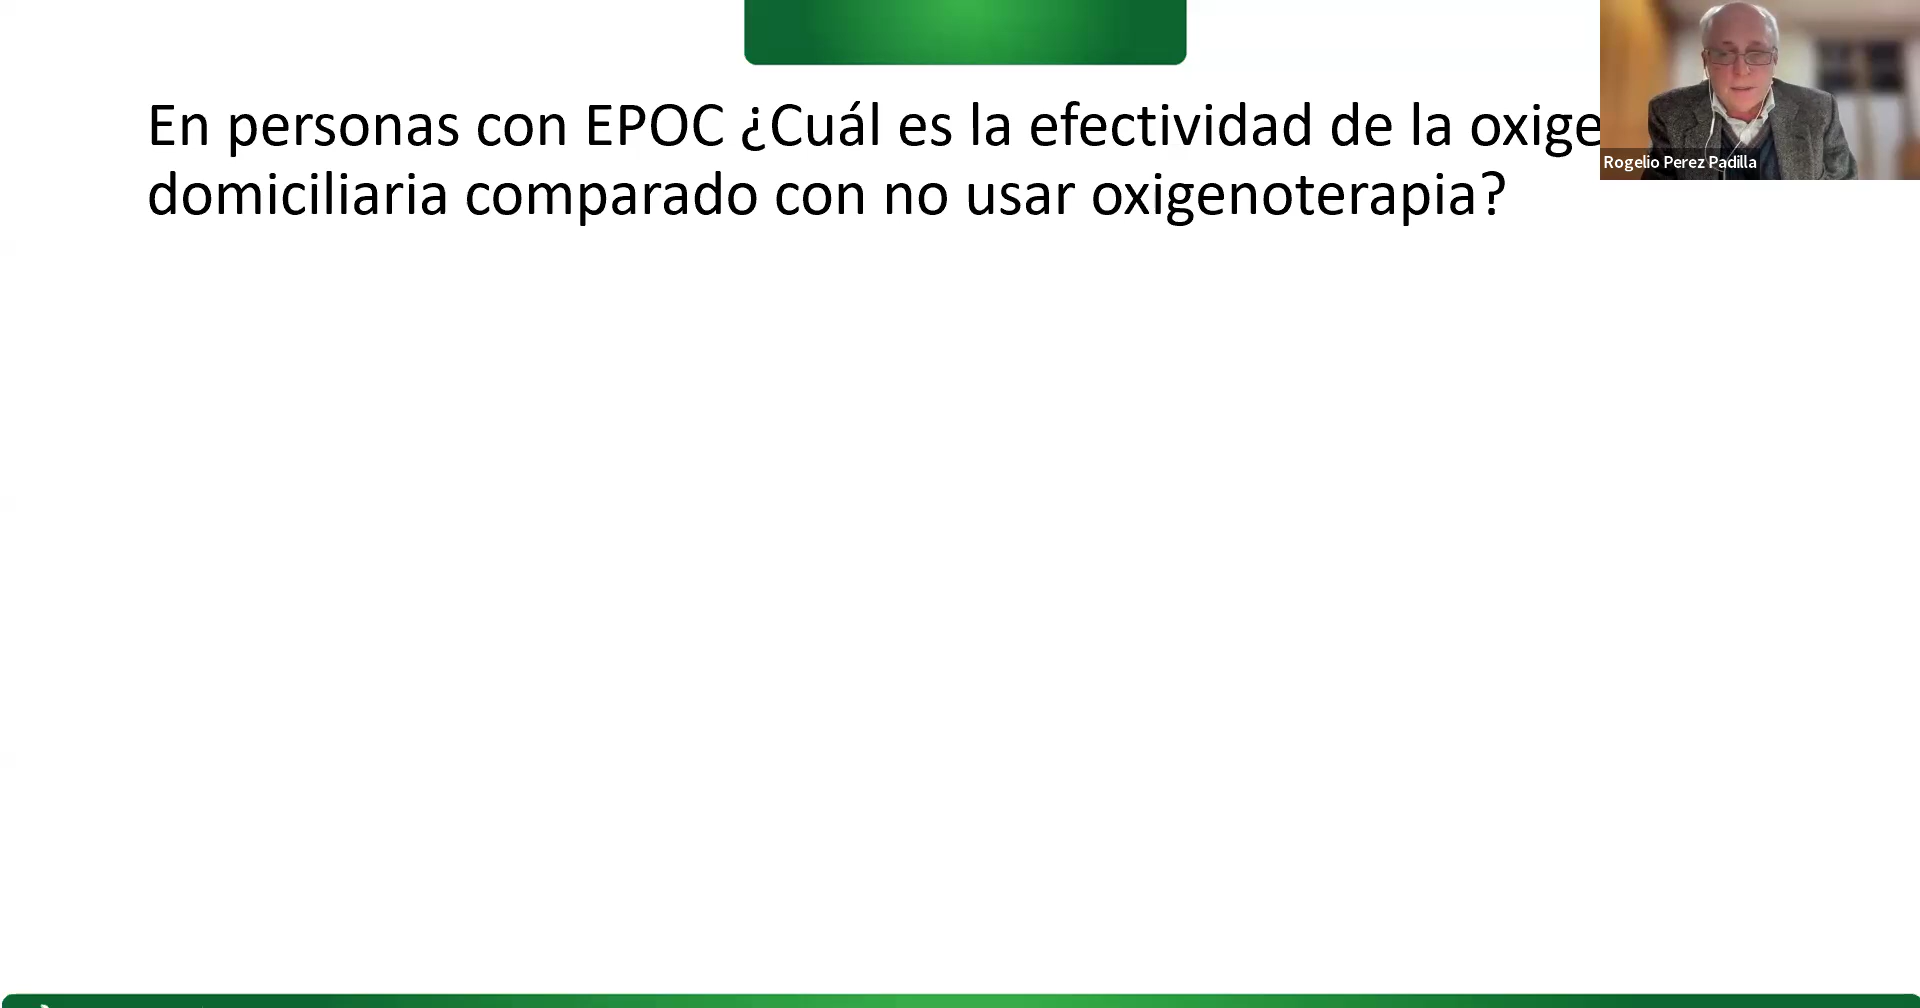 En personas con EPOC ¿Cuál es la efectividad de la oxige
domiciliaria comparado con no usar oxigenoterapia?
Rogelio Perez Padilla